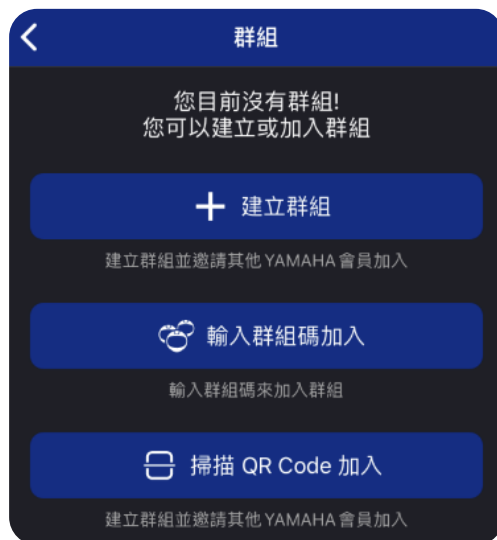 群組
您目前沒有群組!
您可以建立或加入群組
建立群組
建立群組並邀請其他 YAMAHA 會員加入
輸入群組碼加入
輸入群組碼來加入群組
掃描 QR Code 加入
建立群組並邀請其他 YAMAHA 會員加入